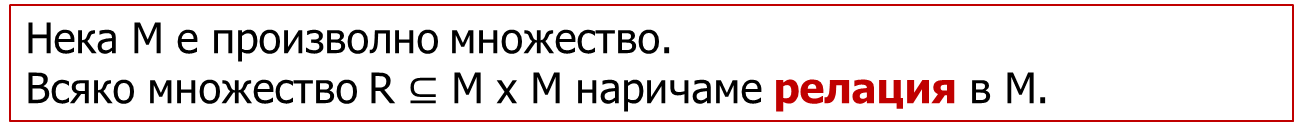 Нека М е произволно множество.
Всяко множество R ⊆ M x M наричаме релация в М.